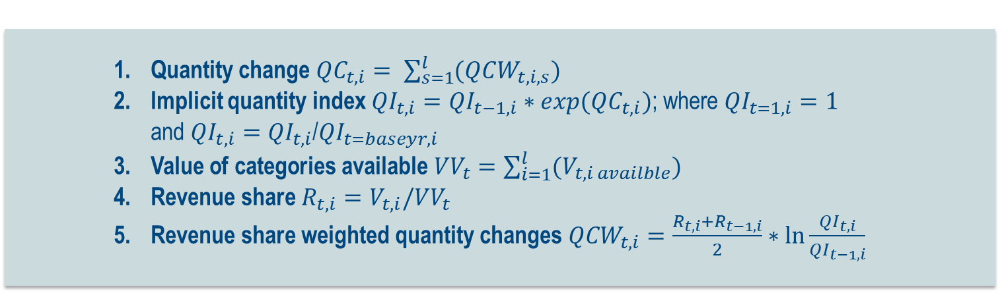 1. Quantity change QC_{t,i} = ∑_{s=1}^{l}(QCW_{t,i,s})
2. Implicit quantity index QI_{t,i} = QI_{t−1,i} ∗ exp(QC_{t,i}); where QI_{t=1,i} = 1
and QI_{t,i} = QI_{t,i}/QI_{t=baseyr,i}
3. Value of categories available VV_t = ∑_{i=1}^{l}(V_{t,i availble})
4. Revenue share R_{t,i} = V_{t,i}/VV_t
5. Revenue share weighted quantity changes QCW_{t,i} = \frac{R_{t,i}+R_{t−1,i}}{2} ∗ ln \frac{QI_{t,i}}{QI_{t−1,i}}